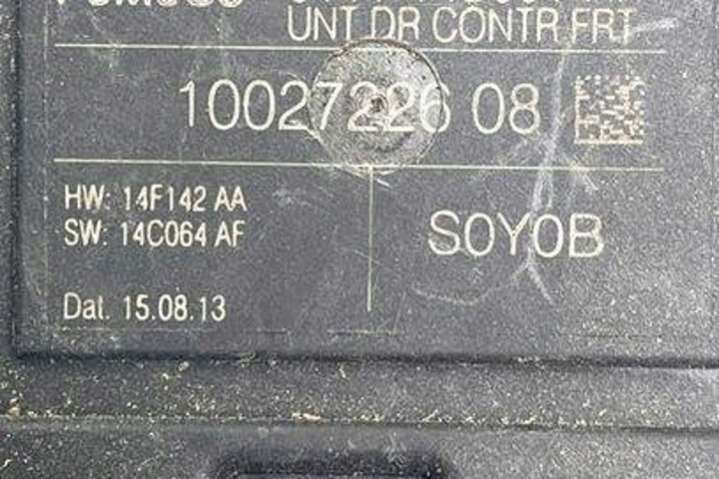 UNT DR CONTR FRT
10027226 08
HW: 14F142 AA
SW: 14C064 AF
S0Y0B
Dat. 15.08.13